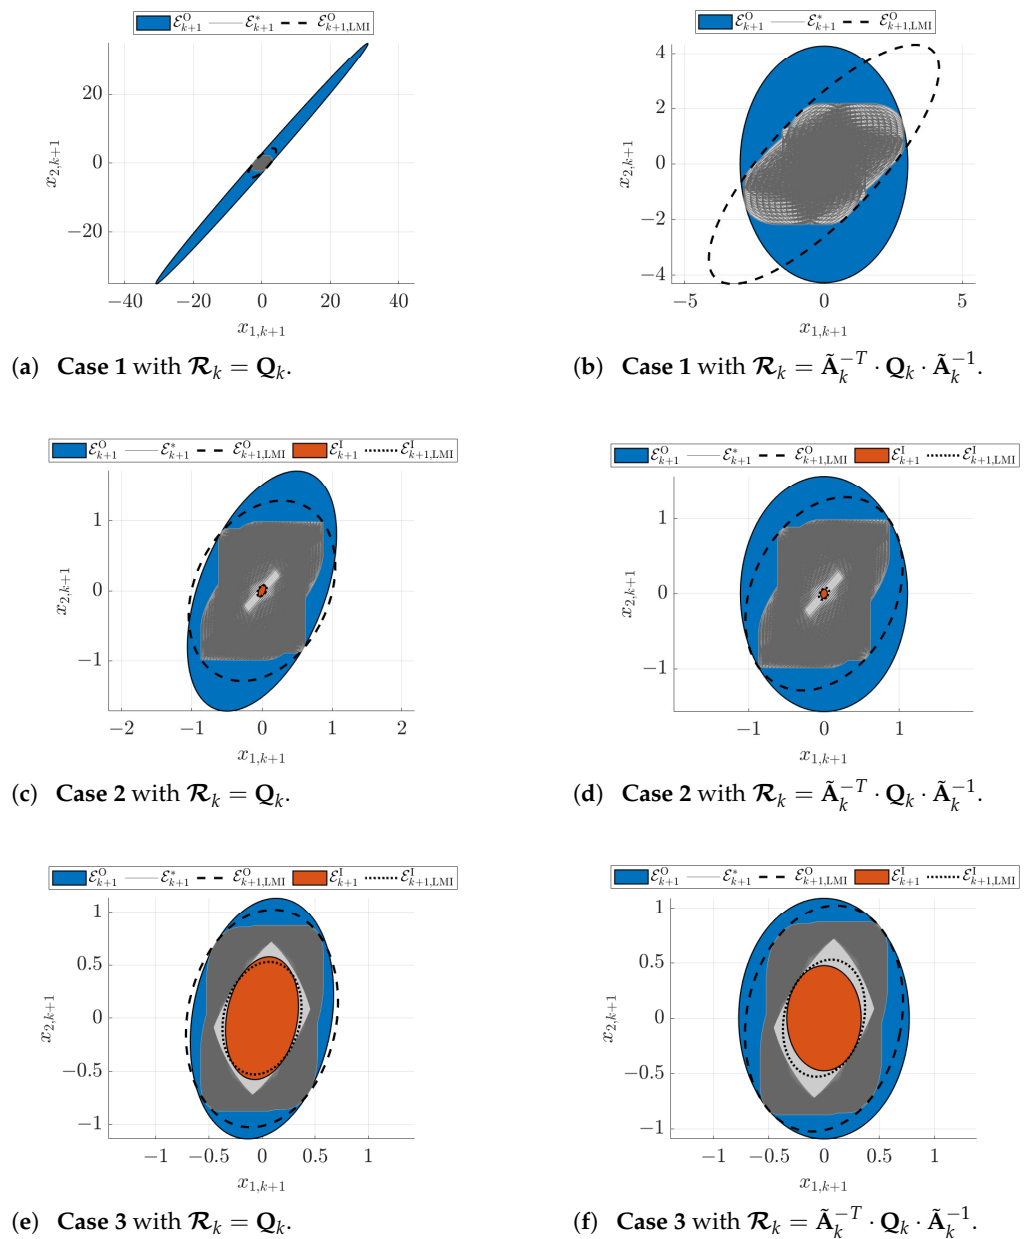 ℰ^O_{k+1} ℰ^*_{k+1} ℰ^O_{k+1,LMI}
20
0
−20
x_{2,k+1}
−40 −20 0 20 40
x_{1,k+1}
(a) Case 1 with 𝓡_k = Q_k.
ℰ^O_{k+1} ℰ^*_{k+1} ℰ^O_{k+1,LMI}
4
2
0
−2
−4
x_{2,k+1}
−5 0 5
x_{1,k+1}
(b) Case 1 with 𝓡_k = Ã_k^{−T} · Q_k · Ã_k^{−1}.
ℰ^O_{k+1} ℰ^*_{k+1} ℰ^O_{k+1,LMI} ℰ^I_{k+1} ℰ^I_{k+1,LMI}
1
0
−1
x_{2,k+1}
−2 −1 0 1 2
x_{1,k+1}
(c) Case 2 with 𝓡_k = Q_k.
ℰ^O_{k+1} ℰ^*_{k+1} ℰ^O_{k+1,LMI} ℰ^I_{k+1} ℰ^I_{k+1,LMI}
1
0
−1
x_{2,k+1}
−1 0 1
x_{1,k+1}
(d) Case 2 with 𝓡_k = Ã_k^{−T} · Q_k · Ã_k^{−1}.
ℰ^O_{k+1} ℰ^*_{k+1} ℰ^O_{k+1,LMI} ℰ^I_{k+1} ℰ^I_{k+1,LMI}
1
0.5
0
−0.5
−1
x_{2,k+1}
−1 −0.5 0 0.5 1
x_{1,k+1}
(e) Case 3 with 𝓡_k = Q_k.
ℰ^O_{k+1} ℰ^*_{k+1} ℰ^O_{k+1,LMI} ℰ^I_{k+1} ℰ^I_{k+1,LMI}
1
0.5
0
−0.5
−1
x_{2,k+1}
−1 −0.5 0 0.5 1
x_{1,k+1}
(f) Case 3 with 𝓡_k = Ã_k^{−T} · Q_k · Ã_k^{−1}.